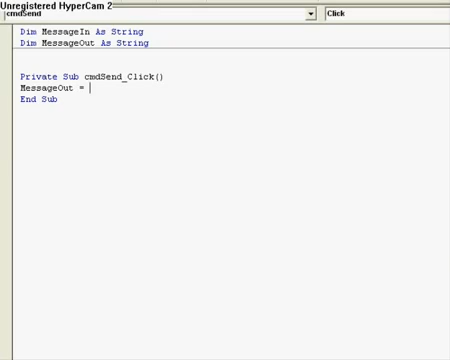 Unregistered HyperCam 2
cmdSend Click
Dim MessageIn As String
Dim MessageOut As String
Private Sub cmdSend_Click()
MessageOut =
End Sub